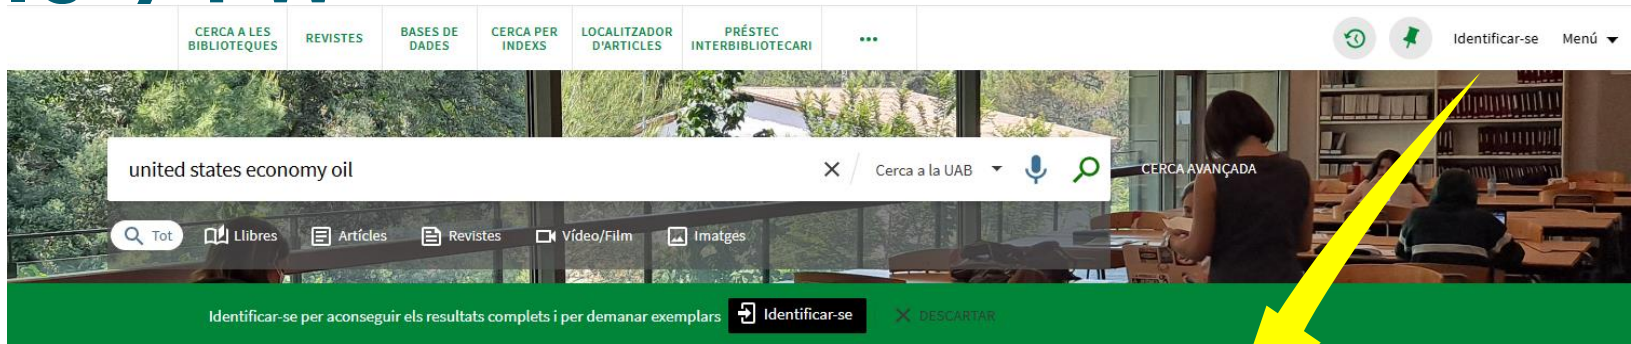 CERCA A LES
BIBLIOTEQUES
REVISTES
BASES DE
DADES
CERCA PER
INDEXS
LOCALITZADOR
D'ARTICLES
PRÉSTEC
INTERBIBLIOTECARI
Identificar-se
Menú
united states economy oil
Cerca a la UAB
CERCA AVANÇADA
Tot
Llibres
Artícles
Revistes
Vídeo/Film
Imatges
Identificar-se per aconseguir els resultats complets i per demanar exemplars
Identificar-se
DESCARTAR